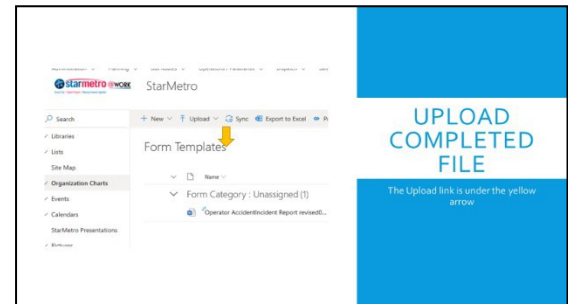 starmetro @WORK
StarMetro
Search
+ New Upload Sync Export to Excel
Libraries
Lists
Form Templates
Site Map
Name
Organization Charts
Form Category : Unassigned (1)
Events
Operator AccidentIncident Report revised0...
Calendars
StarMetro Presentations
UPLOAD
COMPLETED
FILE
The Upload link is under the yellow
arrow